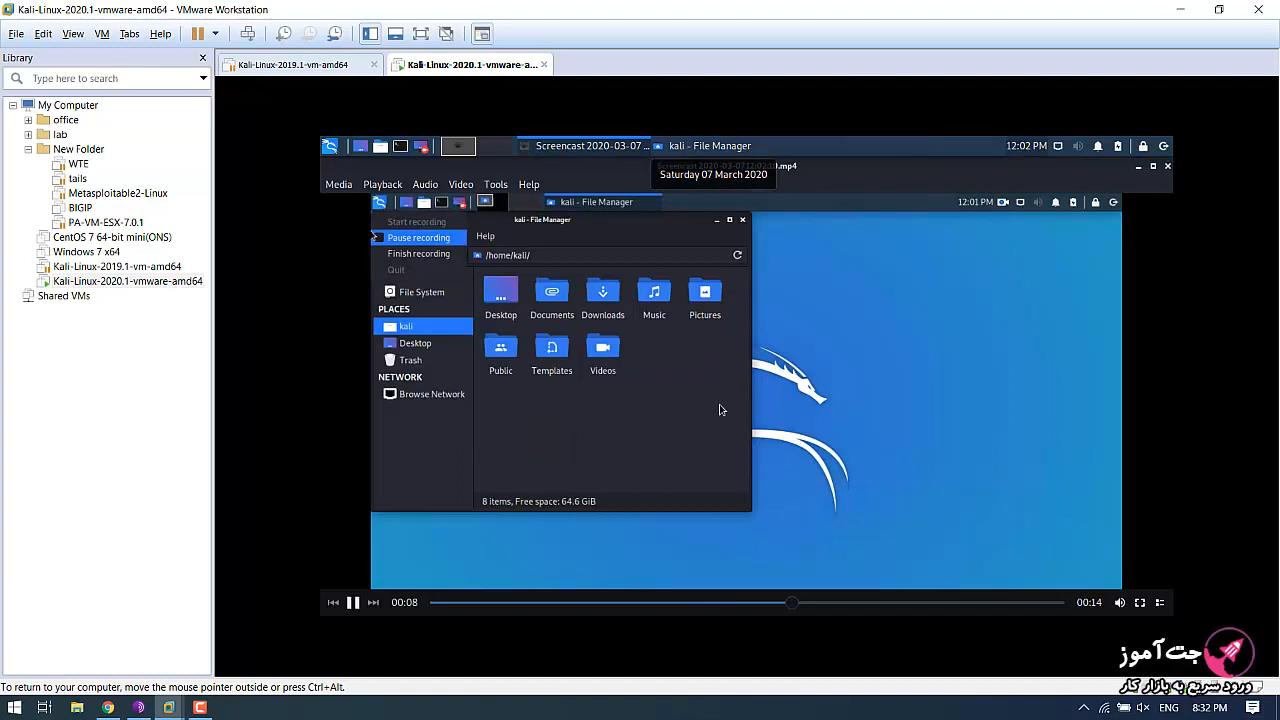 Kali-Linux-2020.1-vmware-amd64 - VMware Workstation
File Edit View VM Tabs Help
Library
Type here to search
My Computer
office
lab
New Folder
WTE
tails
Metasploitable2-Linux
BIGIP
PA-VM-ESX-7.0.1
CentOS 7 64-bit mini(ONS)
Windows 7 x64
Kali-Linux-2019.1-vm-amd64
Kali-Linux-2020.1-vmware-amd64
Shared VMs
Kali-Linux-2019.1-vm-amd64
Kali-Linux-2020.1-vmware-a...
Screencast 2020-03-07 ...
kali - File Manager
12:02 PM
Saturday 07 March 2020
Media Playback Audio Video Tools Help
kali - File Manager
12:01 PM
Start recording
Pause recording
Finish recording
Quit
kali - File Manager
Help
/home/kali/
File System
PLACES
kali
Desktop
Trash
NETWORK
Browse Network
Desktop Documents Downloads Music Pictures
Public Templates Videos
8 items, Free space: 64.6 GiB
00:08
00:14
جت آموز
ورود سریع به بازار کار
To return to your computer, move the mouse pointer outside or press Ctrl+Alt.
ENG
8:32 PM